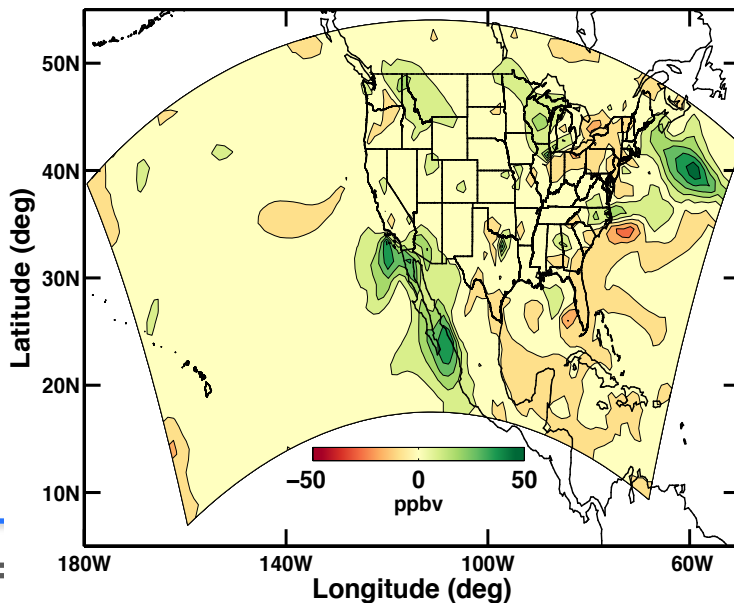 50N
40N
30N
20N
10N
Latitude (deg)
−50 0 50
ppbv
180W 140W 100W 60W
Longitude (deg)